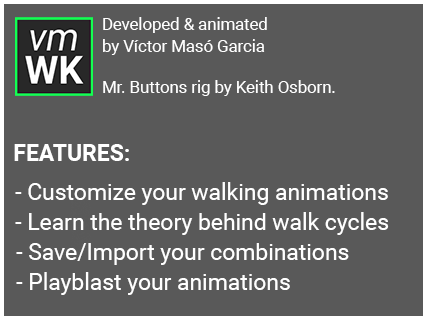 vm
WK
Developed & animated
by Víctor Masó Garcia
Mr. Buttons rig by Keith Osborn.
FEATURES:
- Customize your walking animations
- Learn the theory behind walk cycles
- Save/Import your combinations
- Playblast your animations